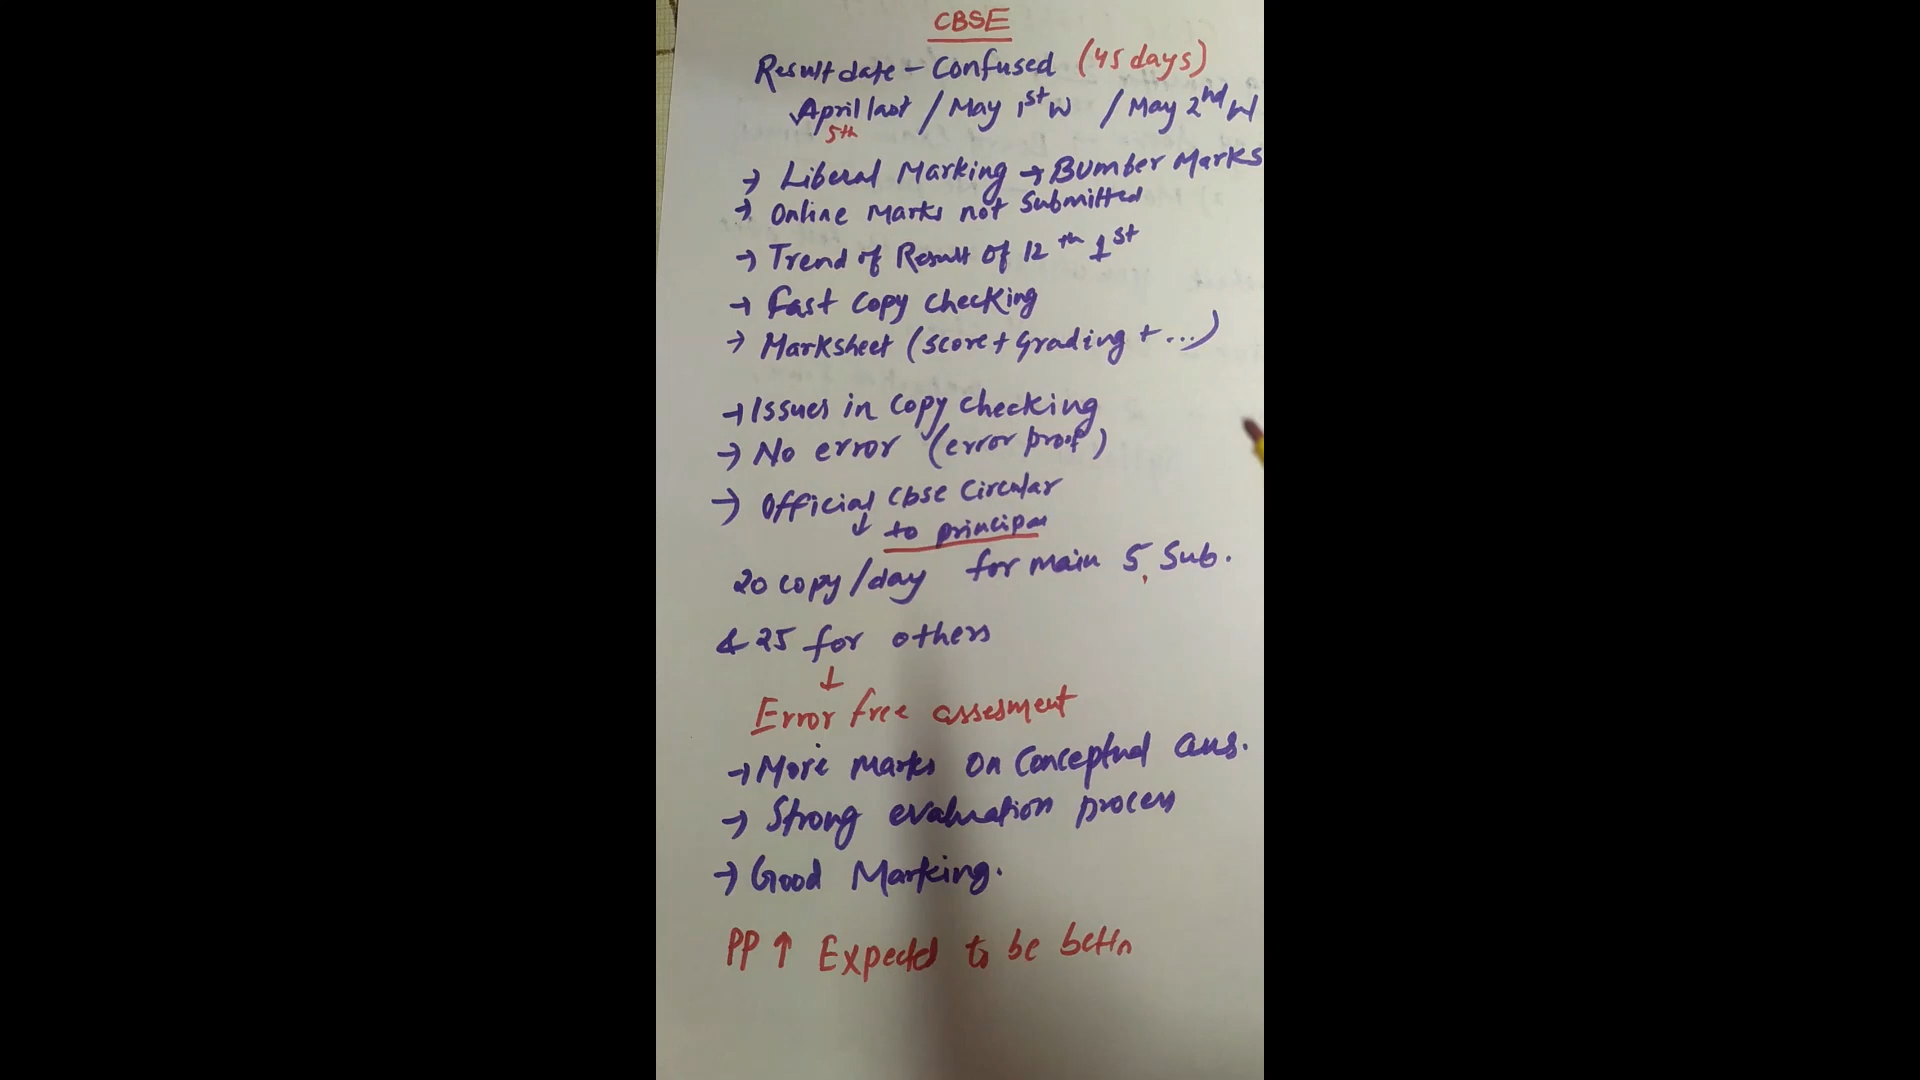 CBSE
Result date - Confused (45 days)
April last / May 1st W / May 2nd W
5th
→ Liberal Marking → Bumber Marks
→ Online Marks not Submitted
→ Trend of Result of 12th 1st
→ Fast Copy Checking
→ Marksheet (Score + Grading + ...)
→ Issues in Copy Checking
→ No error (error proof)
→ Official Cbse Circular
↓ to principal
20 copy/day for main 5 Sub.
& 25 for others
↓
Error free assesment
→ More Marks On Conceptual Ans.
→ Strong evaluation process
→ Good Marking.
PP ↑ Expected to be better